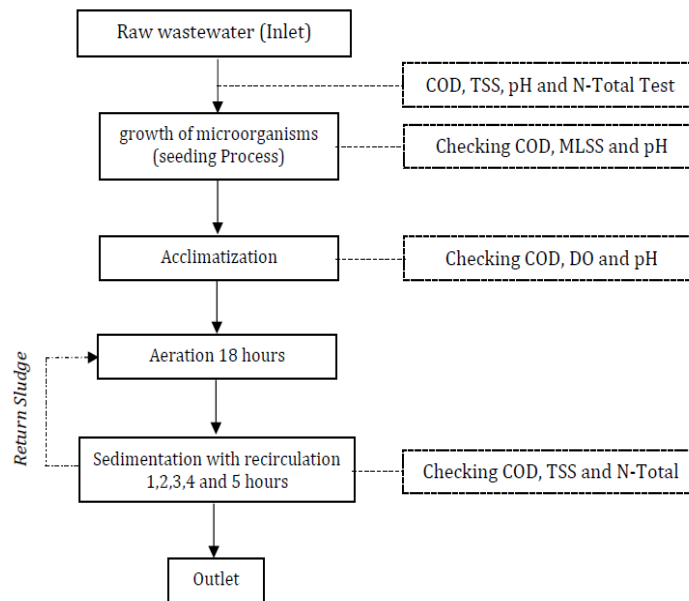 Raw wastewater (Inlet)
COD, TSS, pH and N-Total Test
growth of microorganisms
(seeding Process)
Checking COD, MLSS and pH
Acclimatization
Checking COD, DO and pH
Aeration 18 hours
Return Sludge
Sedimentation with recirculation
1,2,3,4 and 5 hours
Checking COD, TSS and N-Total
Outlet